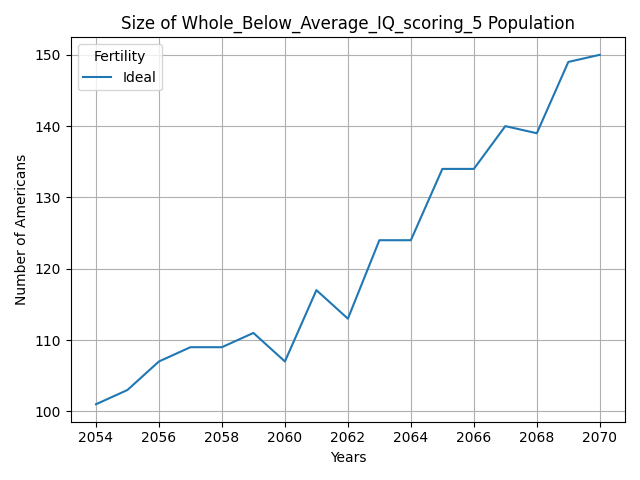 Size of Whole_Below_Average_IQ_scoring_5 Population
Fertility
Ideal
Number of Americans
150
140
130
120
110
100
2054 2056 2058 2060 2062 2064 2066 2068 2070
Years